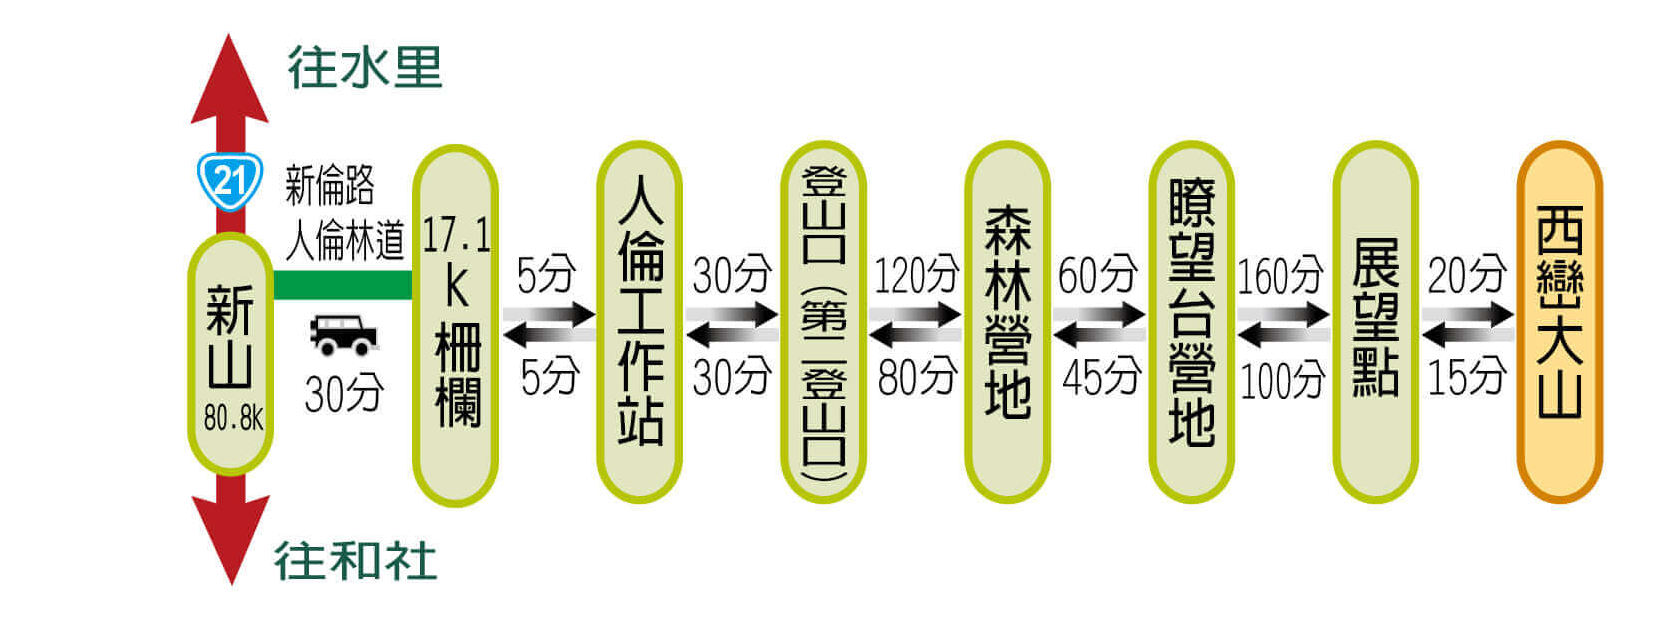 往水里
21
新倫路
人倫林道
30分
新山
80.8k
往和社
17.1k柵欄
5分
5分
人倫工作站
30分
30分
登山口（第二登山口）
120分
80分
森林營地
60分
45分
瞭望台營地
160分
100分
展望點
20分
15分
西巒大山